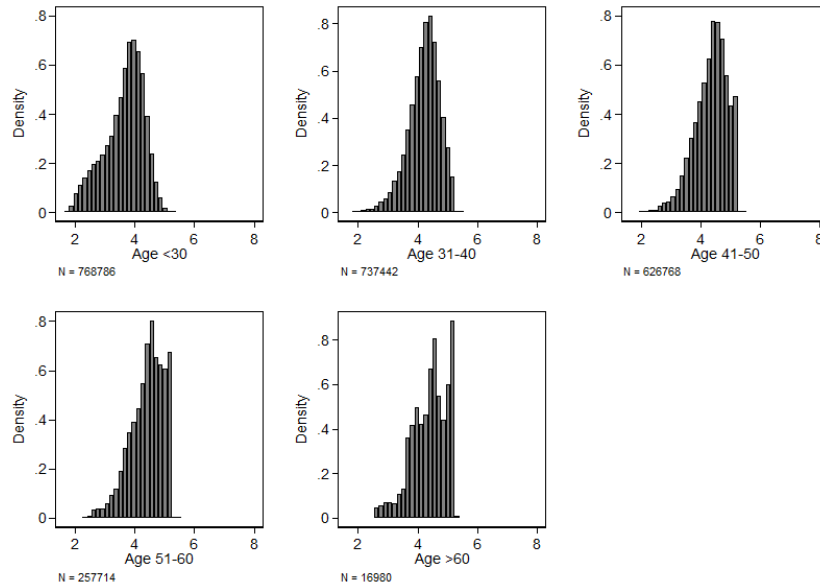 .8
.6
.4
.2
0
Density
2 4 6 8
Age <30
N = 768786
.8
.6
.4
.2
0
Density
2 4 6 8
Age 31-40
N = 737442
.8
.6
.4
.2
0
Density
2 4 6 8
Age 41-50
N = 626768
.8
.6
.4
.2
0
Density
2 4 6 8
Age 51-60
N = 257714
.8
.6
.4
.2
0
Density
2 4 6 8
Age >60
N = 16980